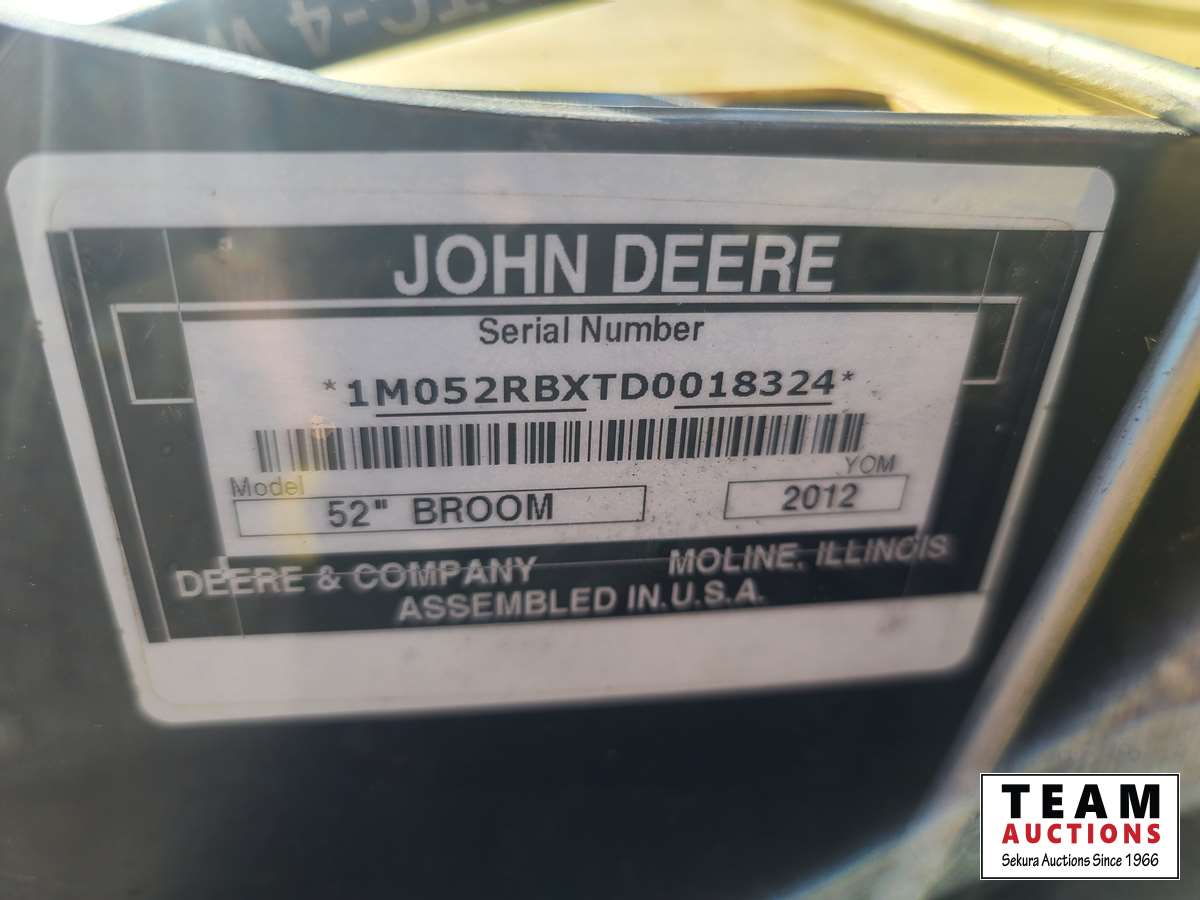 JOHN DEERE
Serial Number
*1M052RBXTD0018324*
Model
YOM
52" BROOM
2012
DEERE & COMPANY
MOLINE, ILLINOIS
ASSEMBLED IN U.S.A.
TEAM
AUCTIONS
Sekura Auctions Since 1966